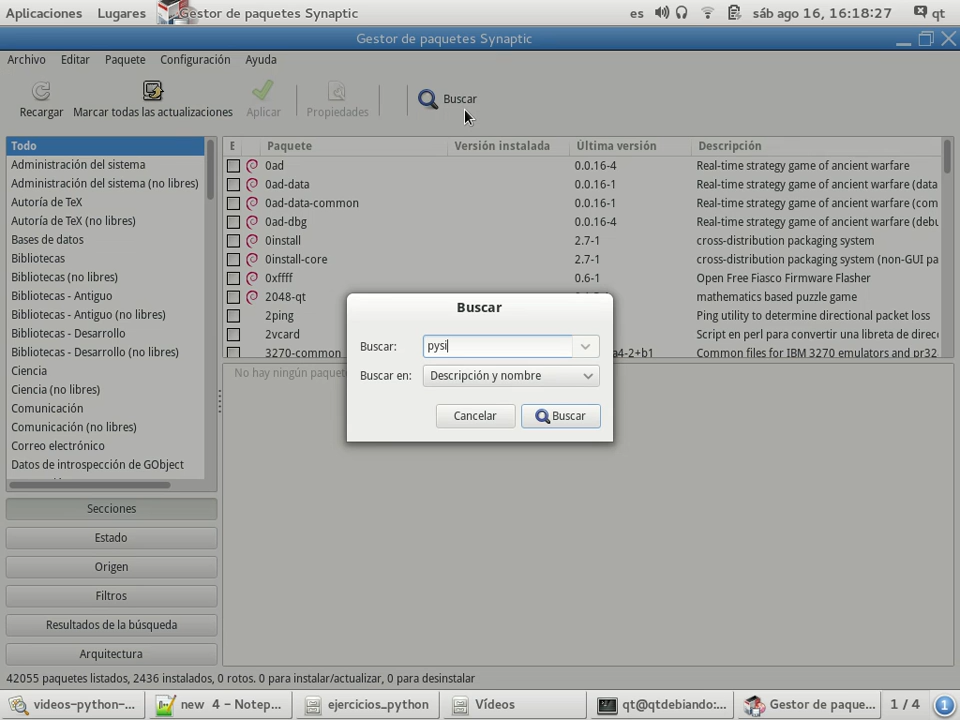 Aplicaciones Lugares Gestor de paquetes Synaptic es sáb ago 16, 16:18:27 qt
Gestor de paquetes Synaptic
Archivo Editar Paquete Configuración Ayuda
Recargar Marcar todas las actualizaciones Aplicar Propiedades Buscar
Todo
Administración del sistema
Administración del sistema (no libres)
Autoría de TeX
Autoría de TeX (no libres)
Bases de datos
Bibliotecas
Bibliotecas (no libres)
Bibliotecas - Antiguo
Bibliotecas - Antiguo (no libres)
Bibliotecas - Desarrollo
Bibliotecas - Desarrollo (no libres)
Ciencia
Ciencia (no libres)
Comunicación
Comunicación (no libres)
Correo electrónico
Datos de introspección de GObject
E Paquete Versión instalada Última versión Descripción
0ad 0.0.16-4 Real-time strategy game of ancient warfare
0ad-data 0.0.16-1 Real-time strategy game of ancient warfare (data
0ad-data-common 0.0.16-1 Real-time strategy game of ancient warfare (com
0ad-dbg 0.0.16-4 Real-time strategy game of ancient warfare (debu
0install 2.7-1 cross-distribution packaging system
0install-core 2.7-1 cross-distribution packaging system (non-GUI pa
0xffff 0.6-1 Open Free Fiasco Firmware Flasher
2048-qt mathematics based puzzle game
2ping Ping utility to determine directional packet loss
2vcard Script en perl para convertir una libreta de direc
3270-common a4-2+b1 Common files for IBM 3270 emulators and pr32
No hay ningún paquet
Buscar
Buscar: pysi
Buscar en: Descripción y nombre
Cancelar Buscar
Secciones
Estado
Origen
Filtros
Resultados de la búsqueda
Arquitectura
42055 paquetes listados, 2436 instalados, 0 rotos. 0 para instalar/actualizar, 0 para desinstalar
videos-python-... new 4 – Notep... ejercicios_python Vídeos qt@qtdebiando:... Gestor de paque... 1 / 4 1